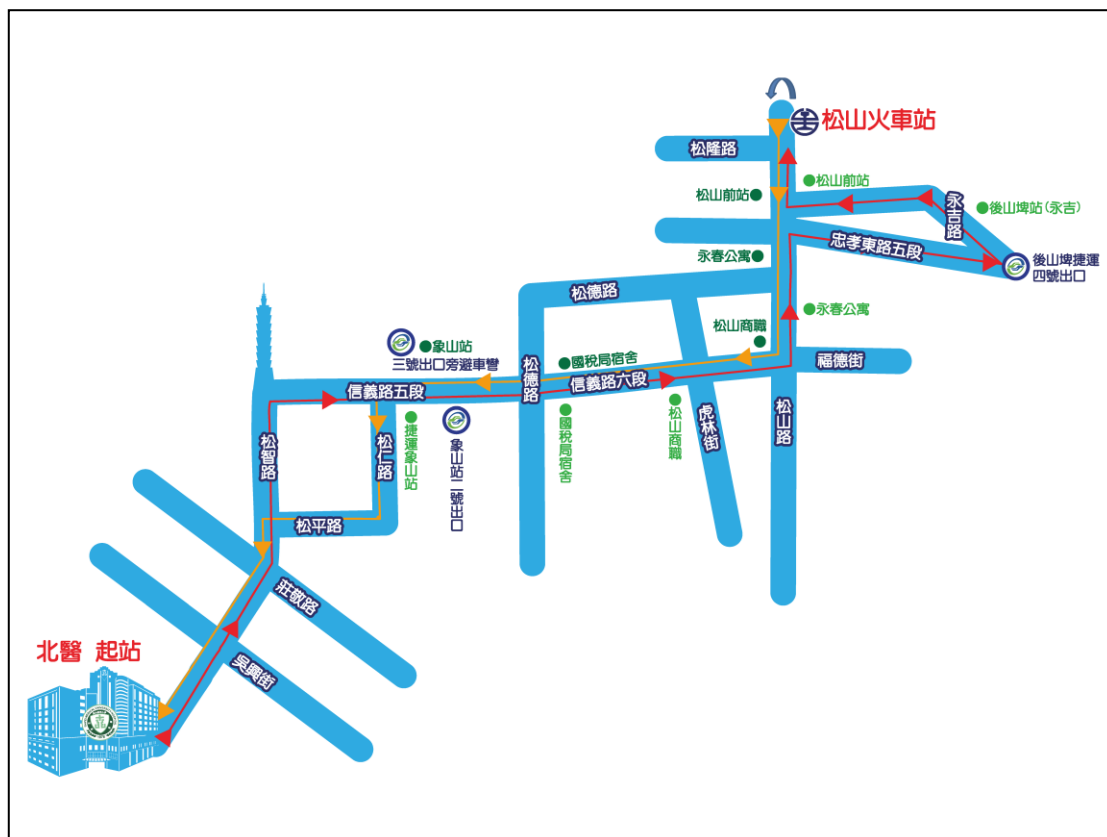 松山火車站
松隆路
松山前站
松山前站
永吉路
後山埤站(永吉)
忠孝東路五段
永春公寓
後山埤捷運
四號出口
松德路
永春公寓
松山商職
象山站
三號出口旁避車彎
國稅局宿舍
松德路
福德街
信義路五段
信義路六段
松智路
松仁路
捷運象山站
象山站二號出口
國稅局宿舍
松山商職
虎林街
松山路
松平路
莊敬路
吳興街
北醫 起站